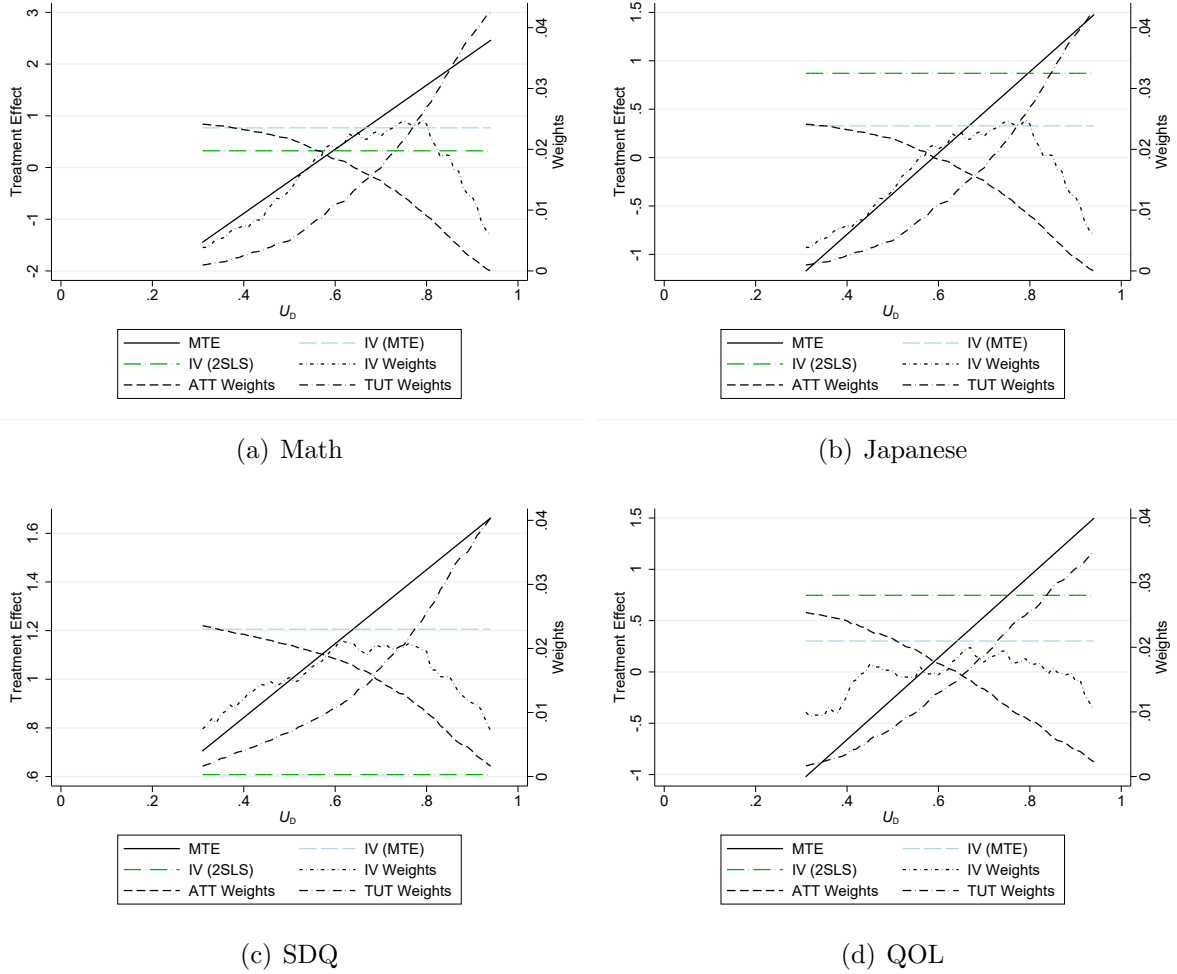 3
2
1
0
-1
-2
Treatment Effect
.04
.03
.02
.01
0
Weights
0 .2 .4 .6 .8 1
U_D
MTE IV (MTE)
IV (2SLS) IV Weights
ATT Weights TUT Weights
(a) Math
1.5
1
.5
0
-.5
-1
Treatment Effect
.04
.03
.02
.01
0
Weights
0 .2 .4 .6 .8 1
U_D
MTE IV (MTE)
IV (2SLS) IV Weights
ATT Weights TUT Weights
(b) Japanese
1.6
1.4
1.2
1
.8
.6
Treatment Effect
.04
.03
.02
.01
0
Weights
0 .2 .4 .6 .8 1
U_D
MTE IV (MTE)
IV (2SLS) IV Weights
ATT Weights TUT Weights
(c) SDQ
1.5
1
.5
0
-.5
-1
Treatment Effect
.04
.03
.02
.01
0
Weights
0 .2 .4 .6 .8 1
U_D
MTE IV (MTE)
IV (2SLS) IV Weights
ATT Weights TUT Weights
(d) QOL